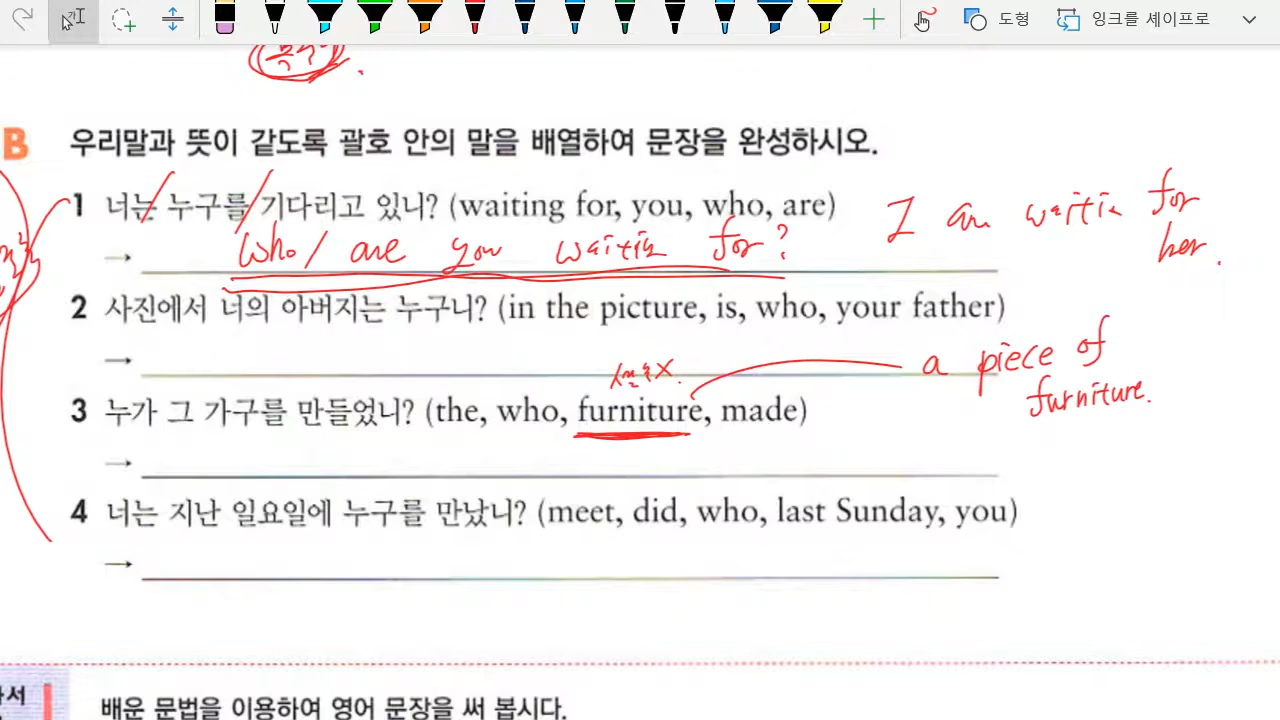 도형 잉크를 셰이프로
B 우리말과 뜻이 같도록 괄호 안의 말을 배열하여 문장을 완성하시오.
1 너는 누구를 기다리고 있니? (waiting for, you, who, are)
I am waitin for
her.
→ Who are you waitin for?
2 사진에서 너의 아버지는 누구니? (in the picture, is, who, your father)
→
a piece of
furniture.
3 누가 그 가구를 만들었니? (the, who, furniture, made)
→
4 너는 지난 일요일에 누구를 만났니? (meet, did, who, last Sunday, you)
→
배운 문법을 이용하여 영어 문장을 써 봅시다.